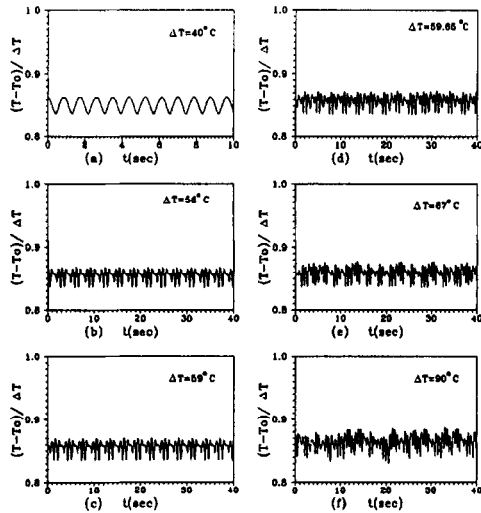 ΔT=40°C
(T−To)/ ΔT
1.0
0.9
0.8
0 2 4 6 8 10
(a) t(sec)
ΔT=54°C
(T−To)/ ΔT
1.0
0.9
0.8
0 10 20 30 40
(b) t(sec)
ΔT=59°C
(T−To)/ ΔT
1.0
0.9
0.8
0 10 20 30 40
(c) t(sec)
ΔT=59.65°C
(T−To)/ ΔT
1.0
0.9
0.8
0 10 20 30 40
(d) t(sec)
ΔT=67°C
(T−To)/ ΔT
1.0
0.9
0.8
0 10 20 30 40
(e) t(sec)
ΔT=90°C
(T−To)/ ΔT
1.0
0.9
0.8
0 10 20 30 40
(f) t(sec)